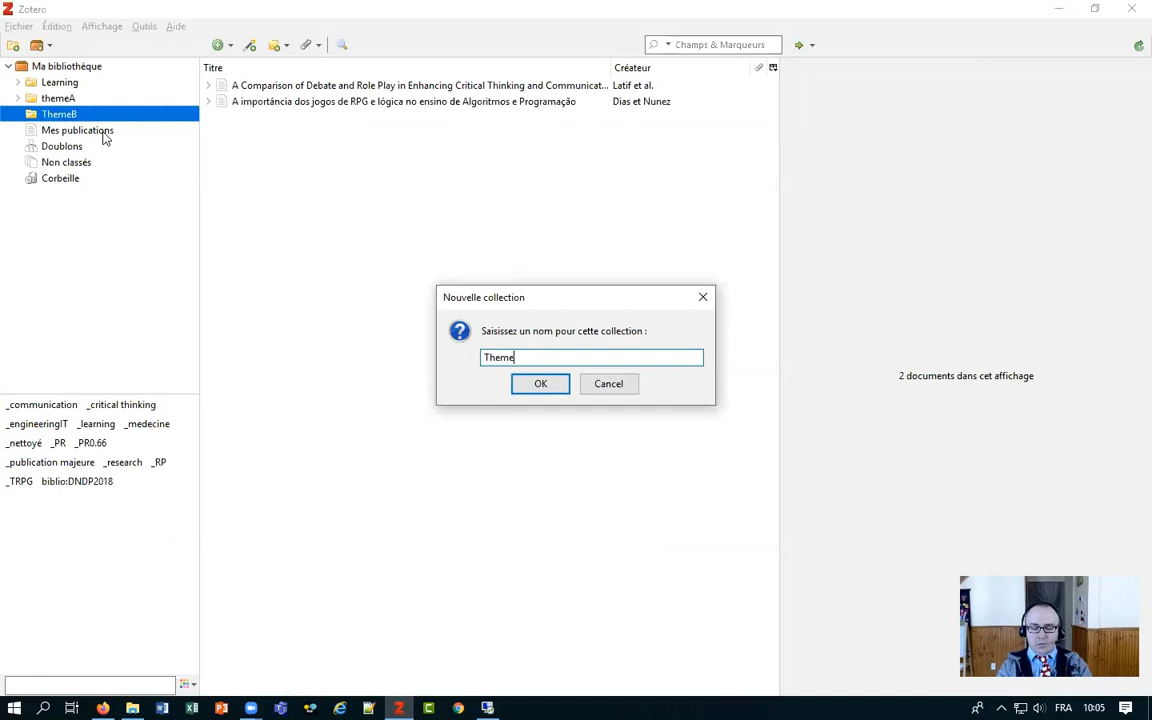 Zotero
Fichier Édition Affichage Outils Aide
Champs & Marqueurs
Ma bibliothèque
Learning
themeA
ThemeB
Mes publications
Doublons
Non classés
Corbeille
Titre Créateur
A Comparison of Debate and Role Play in Enhancing Critical Thinking and Communicat... Latif et al.
A importância dos jogos de RPG e lógica no ensino de Algoritmos e Programação Dias et Nunez
Nouvelle collection
Saisissez un nom pour cette collection :
Theme
OK Cancel
2 documents dans cet affichage
_communication _critical thinking
_engineeringIT _learning _medecine
_nettoyé _PR _PR0.66
_publication majeure _research _RP
_TRPG biblio:DNDP2018
FRA 10:05